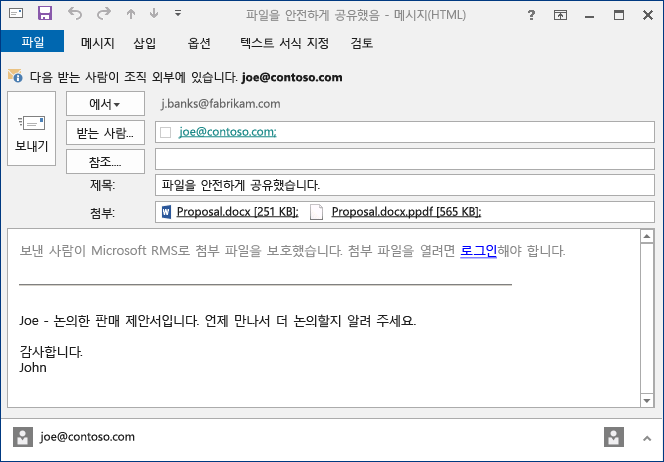 파일을 안전하게 공유했음 - 메시지(HTML)
파일 메시지 삽입 옵션 텍스트 서식 지정 검토
다음 받는 사람이 조직 외부에 있습니다. joe@contoso.com
보내기
에서 j.banks@fabrikam.com
받는 사람... joe@contoso.com;
참조....
제목: 파일을 안전하게 공유했습니다.
첨부: Proposal.docx [251 KB]; Proposal.docx.ppdf [565 KB];
보낸 사람이 Microsoft RMS로 첨부 파일을 보호했습니다. 첨부 파일을 열려면 로그인해야 합니다.
Joe - 논의한 판매 제안서입니다. 언제 만나서 더 논의할지 알려 주세요.
감사합니다.
John
joe@contoso.com